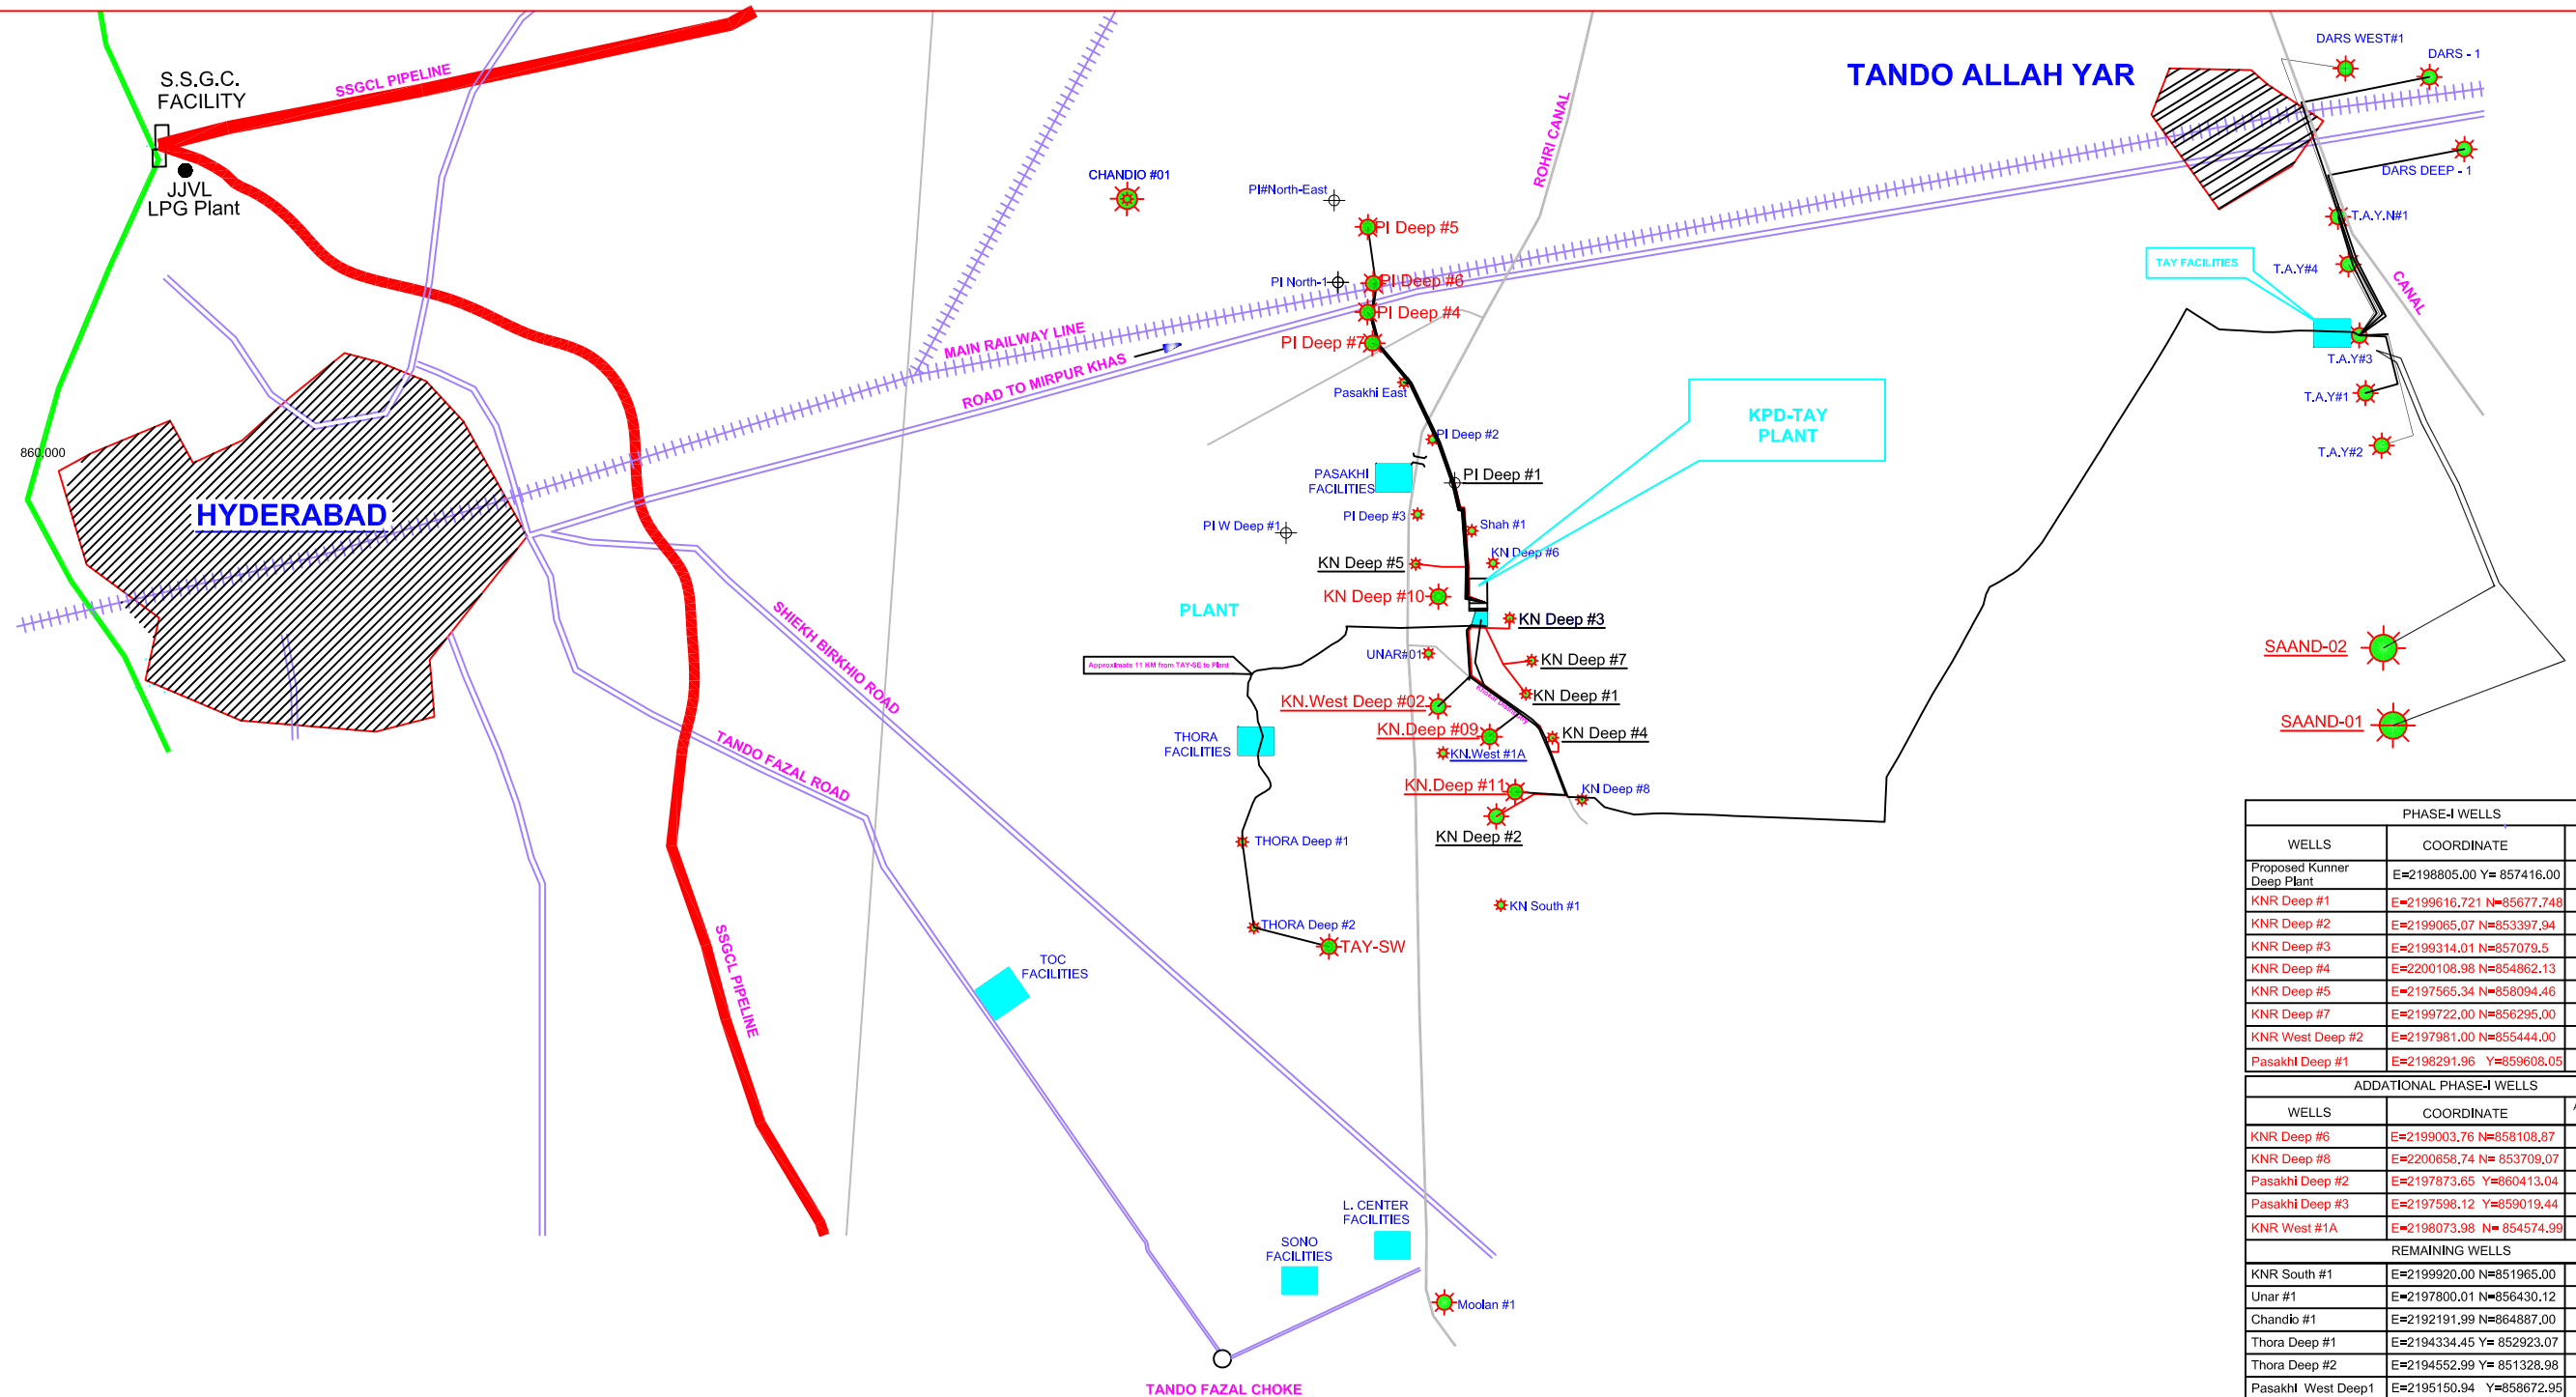 S.S.G.C.
FACILITY
SSGCL PIPELINE
JJVL
LPG Plant
860,000
HYDERABAD
MAIN RAILWAY LINE
ROAD TO MIRPUR KHAS
SHIEKH BIRKHIO ROAD
TANDO FAZAL ROAD
SSGCL PIPELINE
ROHRI CANAL
TANDO ALLAH YAR
DARS WEST#1
DARS - 1
DARS DEEP - 1
T.A.Y.N#1
T.A.Y#4
TAY FACILITIES
CANAL
T.A.Y#3
T.A.Y#1
T.A.Y#2
SAAND-02
SAAND-01
CHANDIO #01
PI#North-East
PI Deep #5
PI North-1
PI Deep #6
PI Deep #4
PI Deep #7
Pasakhi East
PI Deep #2
KPD-TAY
PLANT
PASAKHI
FACILITIES
PI Deep #1
PI Deep #3
PI W Deep #1
Shah #1
KN Deep #6
KN Deep #5
KN Deep #10
PLANT
KN Deep #3
UNAR#01
KN Deep #7
Approximate 11 KM from TAY-SE to Plant
KN Deep #1
KN.West Deep #02
KN.Deep #09
KN Deep #4
THORA
FACILITIES
KN.West #1A
KN.Deep #11
KN Deep #8
KN Deep #2
THORA Deep #1
KN South #1
THORA Deep #2
TAY-SW
TOC
FACILITIES
L. CENTER
FACILITIES
SONO
FACILITIES
Moolan #1
TANDO FAZAL CHOKE
PHASE-I WELLS
WELLS COORDINATE
Proposed Kunner
Deep Plant E=2198805.00 Y= 857416.00
KNR Deep #1 E=2199616.721 N=85677.748
KNR Deep #2 E=2199065.07 N=853397.94
KNR Deep #3 E=2199314.01 N=857079.5
KNR Deep #4 E=2200108.98 N=854862.13
KNR Deep #5 E=2197565.34 N=858094.46
KNR Deep #7 E=2199722.00 N=856295.00
KNR West Deep #2 E=2197981.00 N=855444.00
Pasakhi Deep #1 E=2198291.96 Y=859608.05
ADDATIONAL PHASE-I WELLS
WELLS COORDINATE
KNR Deep #6 E=2199003.76 N=858108.87
KNR Deep #8 E=2200658.74 N= 853709.07
Pasakhi Deep #2 E=2197873.65 Y=860413.04
Pasakhi Deep #3 E=2197598.12 Y=859019.44
KNR West #1A E=2198073.98 N= 854574.99
REMAINING WELLS
KNR South #1 E=2199920.00 N=851965.00
Unar #1 E=2197800.01 N=856430.12
Chandio #1 E=2192191.99 N=864887.00
Thora Deep #1 E=2194334.45 Y= 852923.07
Thora Deep #2 E=2194552.99 Y= 851328.98
Pasakhi West Deep1 E=2195150.94 Y=858672.95